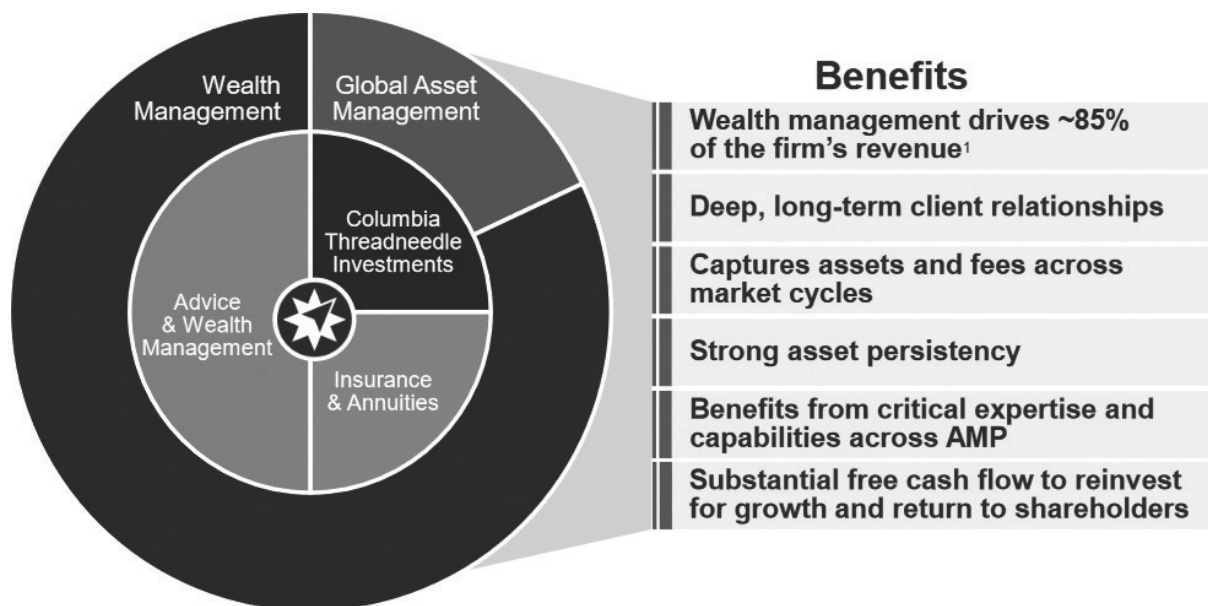 Wealth
Management
Global Asset
Management
Columbia
Threadneedle
Investments
Advice
& Wealth
Management
Insurance
& Annuities
Benefits
Wealth management drives ~85%
of the firm’s revenue¹
Deep, long-term client relationships
Captures assets and fees across
market cycles
Strong asset persistency
Benefits from critical expertise and
capabilities across AMP
Substantial free cash flow to reinvest
for growth and return to shareholders